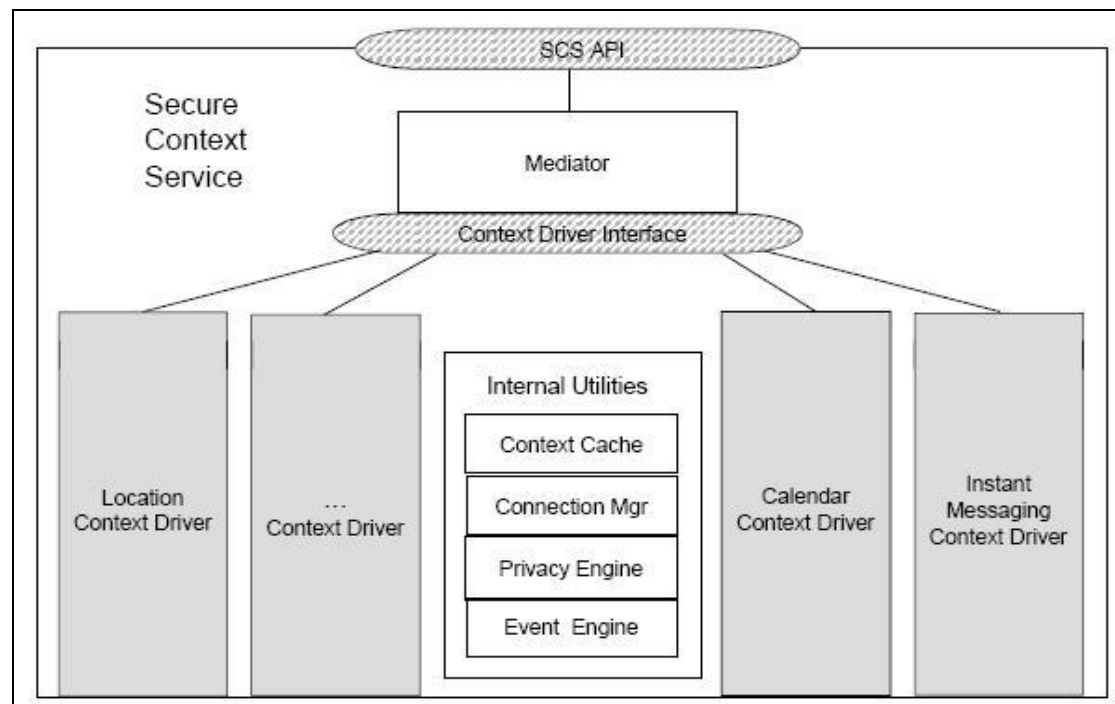 SCS API
Secure
Context
Service
Mediator
Context Driver Interface
Location
Context Driver
...
Context Driver
Internal Utilities
Context Cache
Connection Mgr
Privacy Engine
Event Engine
Calendar
Context Driver
Instant
Messaging
Context Driver